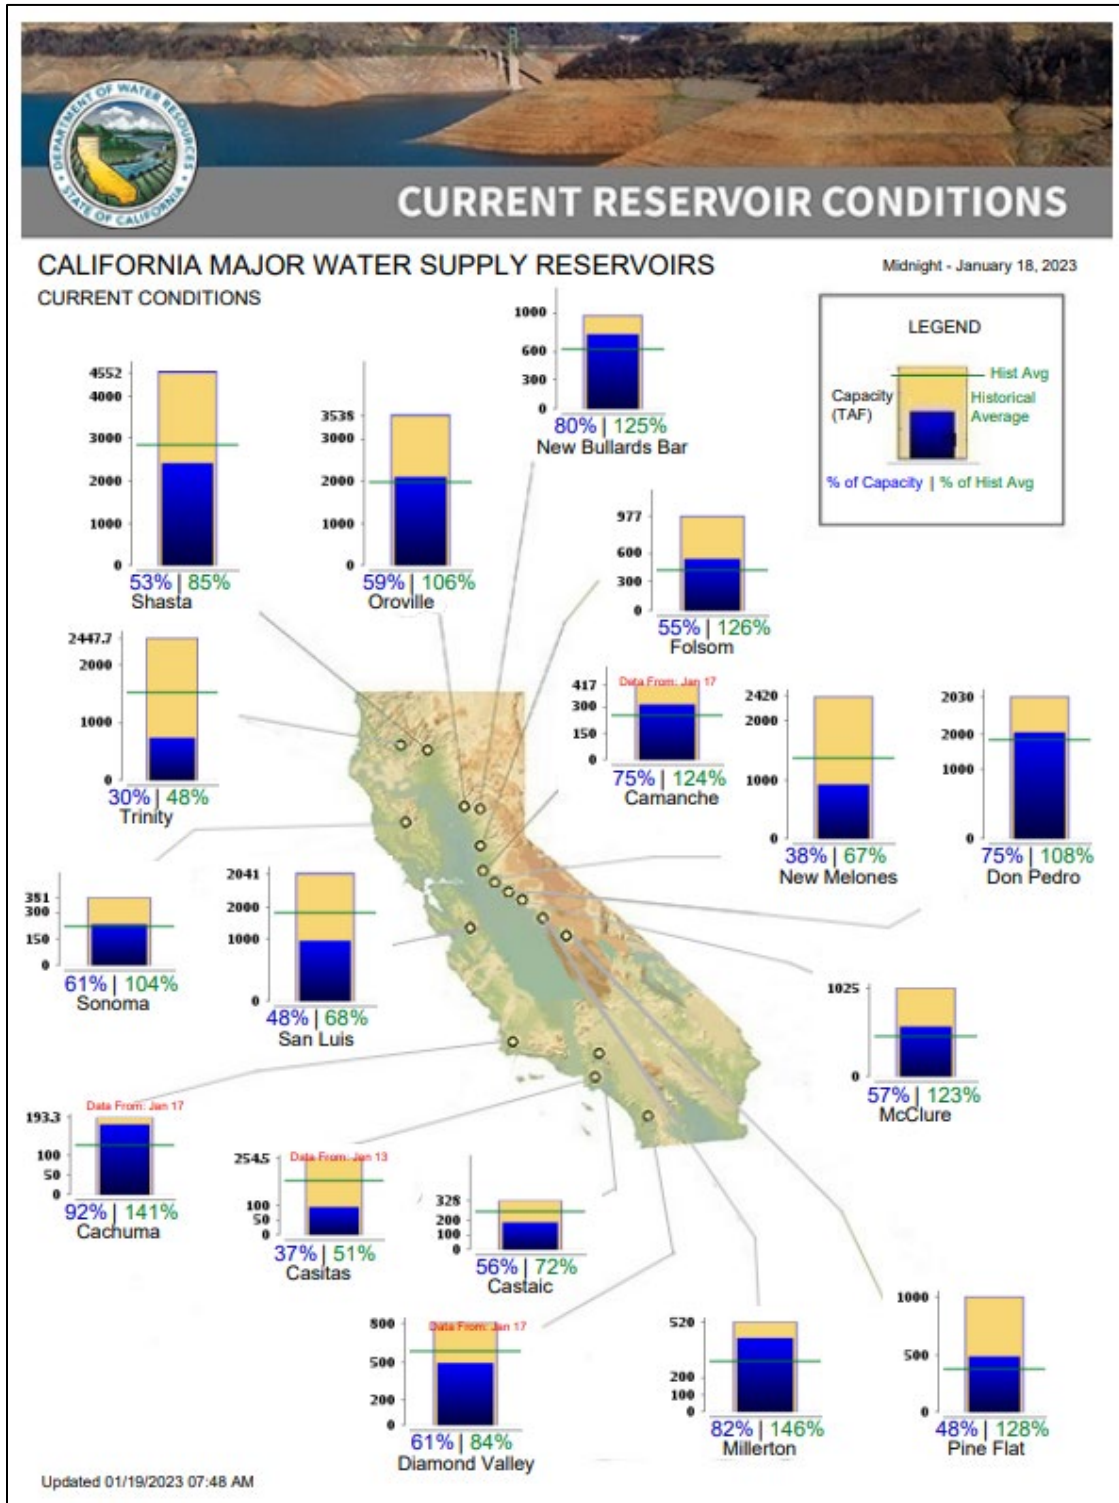 DEPARTMENT OF WATER RESOURCES
STATE OF CALIFORNIA
CURRENT RESERVOIR CONDITIONS
CALIFORNIA MAJOR WATER SUPPLY RESERVOIRS
Midnight - January 18, 2023
CURRENT CONDITIONS
LEGEND
Hist Avg
Capacity
(TAF)
Historical
Average
% of Capacity | % of Hist Avg
1000
600
300
0
80% | 125%
New Bullards Bar
4552
4000
3000
2000
1000
0
53% | 85%
Shasta
3538
3000
2000
1000
0
59% | 106%
Oroville
977
600
300
0
55% | 126%
Folsom
2447.7
2000
1000
0
30% | 48%
Trinity
Data From: Jan 17
417
300
150
0
75% | 124%
Camanche
2420
2000
1000
0
38% | 67%
New Melones
2030
2000
1000
0
75% | 108%
Don Pedro
381
300
150
0
61% | 104%
Sonoma
2041
2000
1000
0
48% | 68%
San Luis
1025
0
57% | 123%
McClure
Data From: Jan 17
193.3
100
50
0
92% | 141%
Cachuma
Data From: Jan 13
254.5
100
50
0
37% | 51%
Casitas
328
200
100
0
56% | 72%
Castaic
Data From: Jan 17
800
500
200
0
61% | 84%
Diamond Valley
520
200
100
0
82% | 146%
Millerton
1000
500
0
48% | 128%
Pine Flat
Updated 01/19/2023 07:48 AM